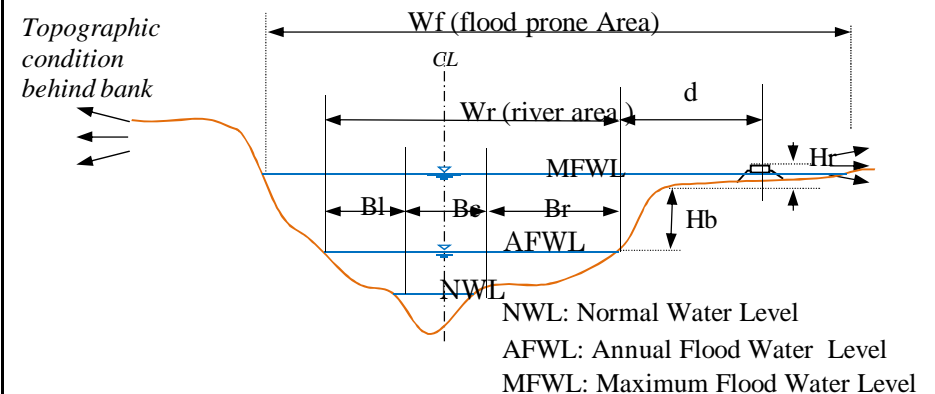 Topographic
condition
behind bank
Wf (flood prone Area)
CL
Wr (river area )
d
MFWL
Hr
Bl
Bc
Br
Hb
AFWL
NWL
NWL: Normal Water Level
AFWL: Annual Flood Water Level
MFWL: Maximum Flood Water Level